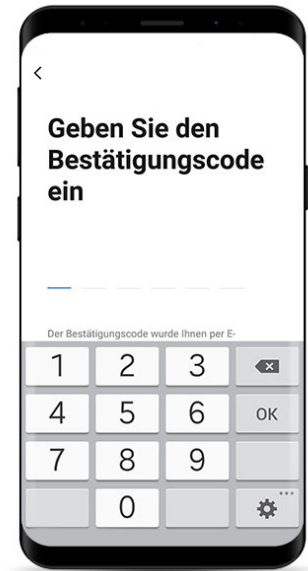 Geben Sie den
Bestätigungscode
ein
Der Bestätigungscode wurde Ihnen per E-
1 2 3
4 5 6 OK
7 8 9
0